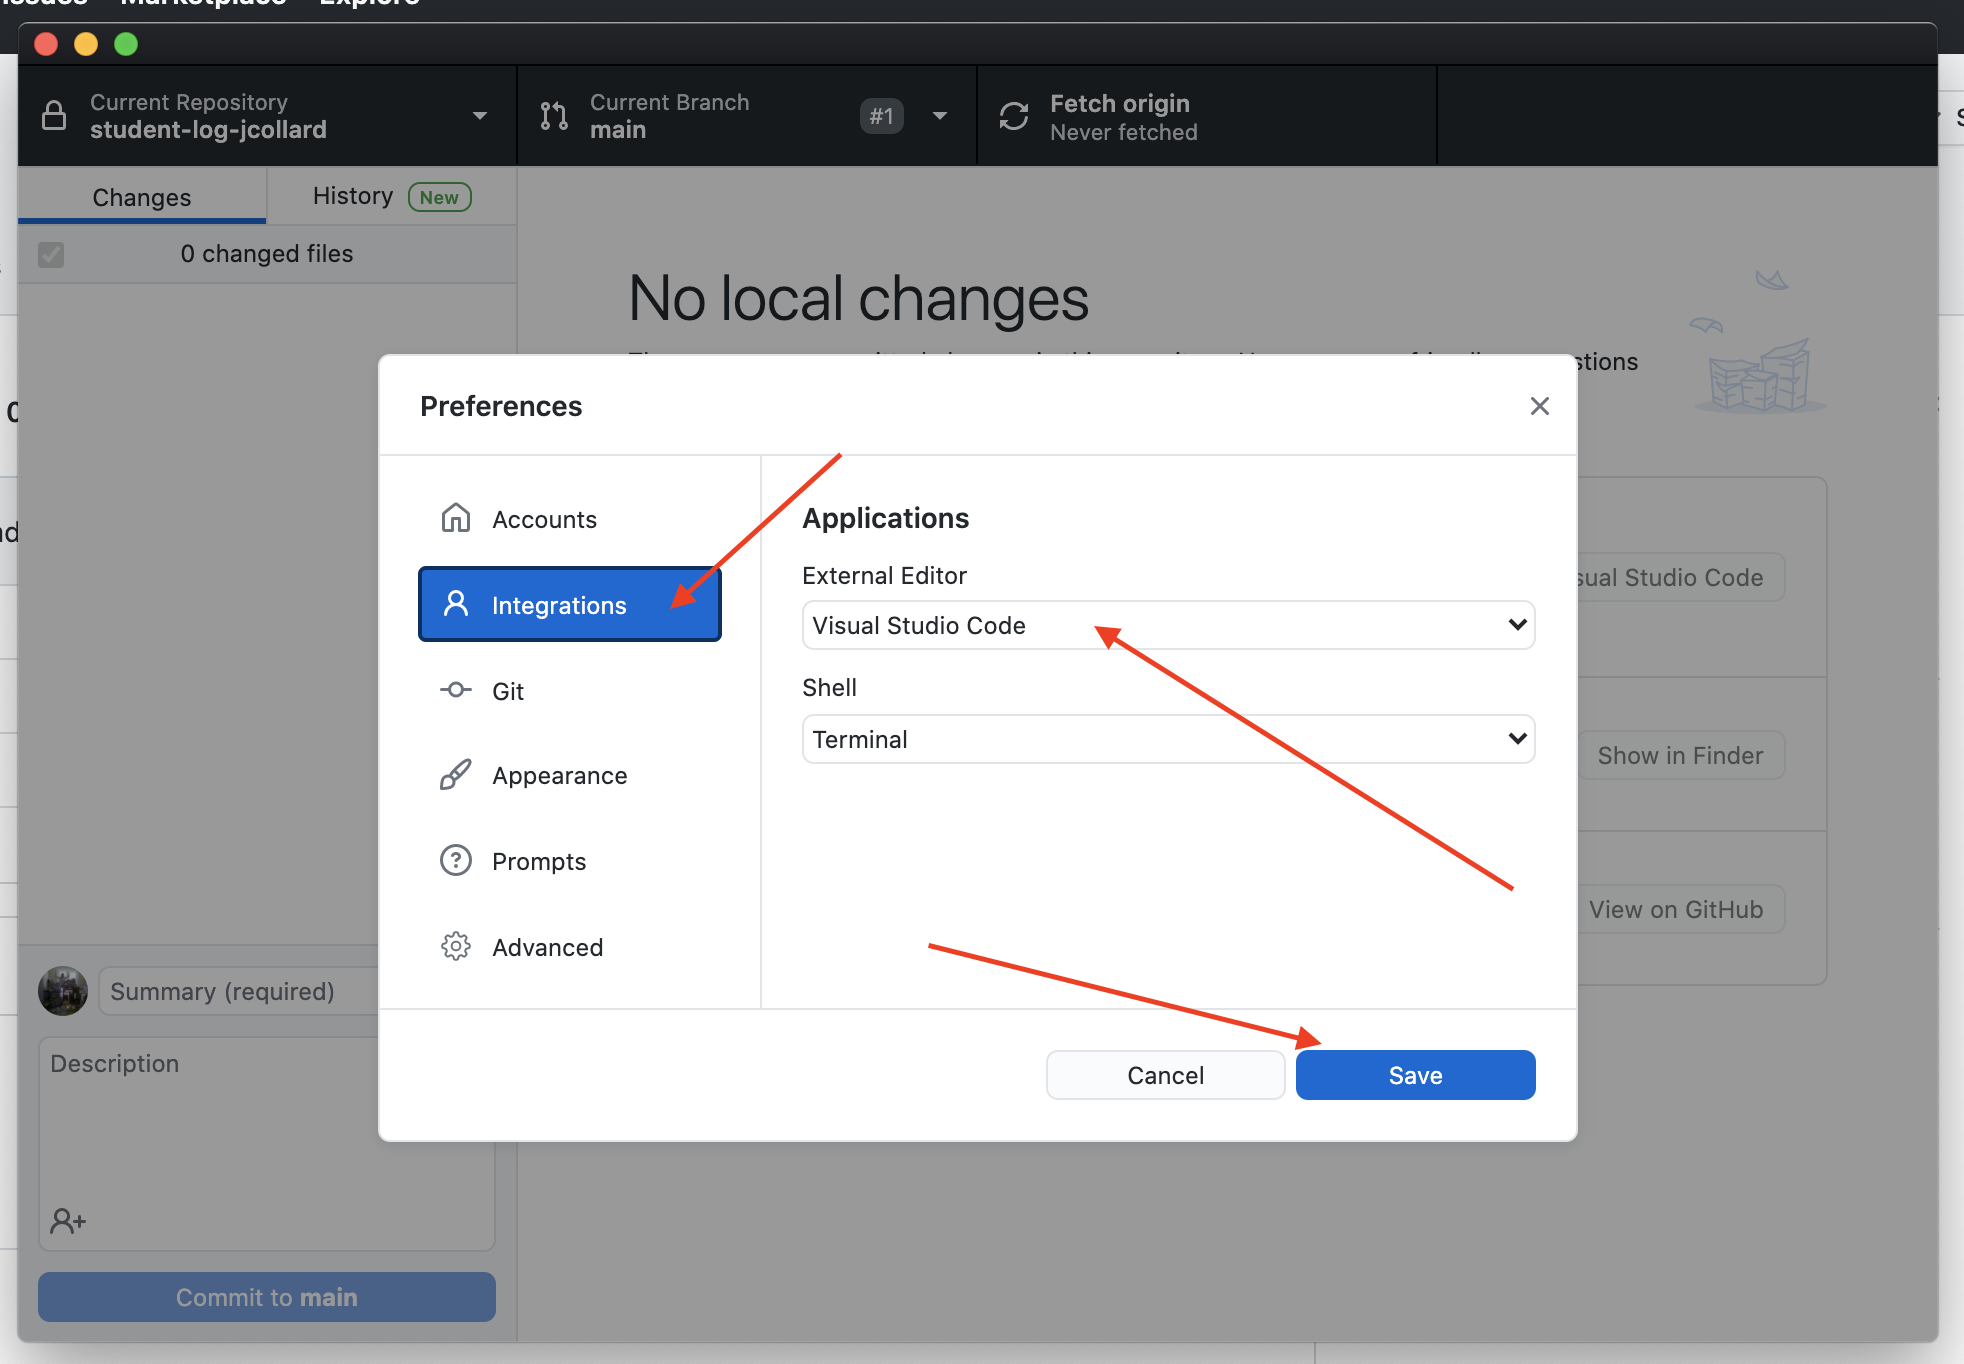 Issues Marketplace Explore
Current Repository
student-log-jcollard
Current Branch
main
#1
Fetch origin
Never fetched
Changes
History New
0 changed files
No local changes
Preferences
Accounts
Integrations
Git
Appearance
Prompts
Advanced
Applications
External Editor
Visual Studio Code
Shell
Terminal
Cancel
Save
stions
sual Studio Code
Show in Finder
View on GitHub
Summary (required)
Description
Commit to main